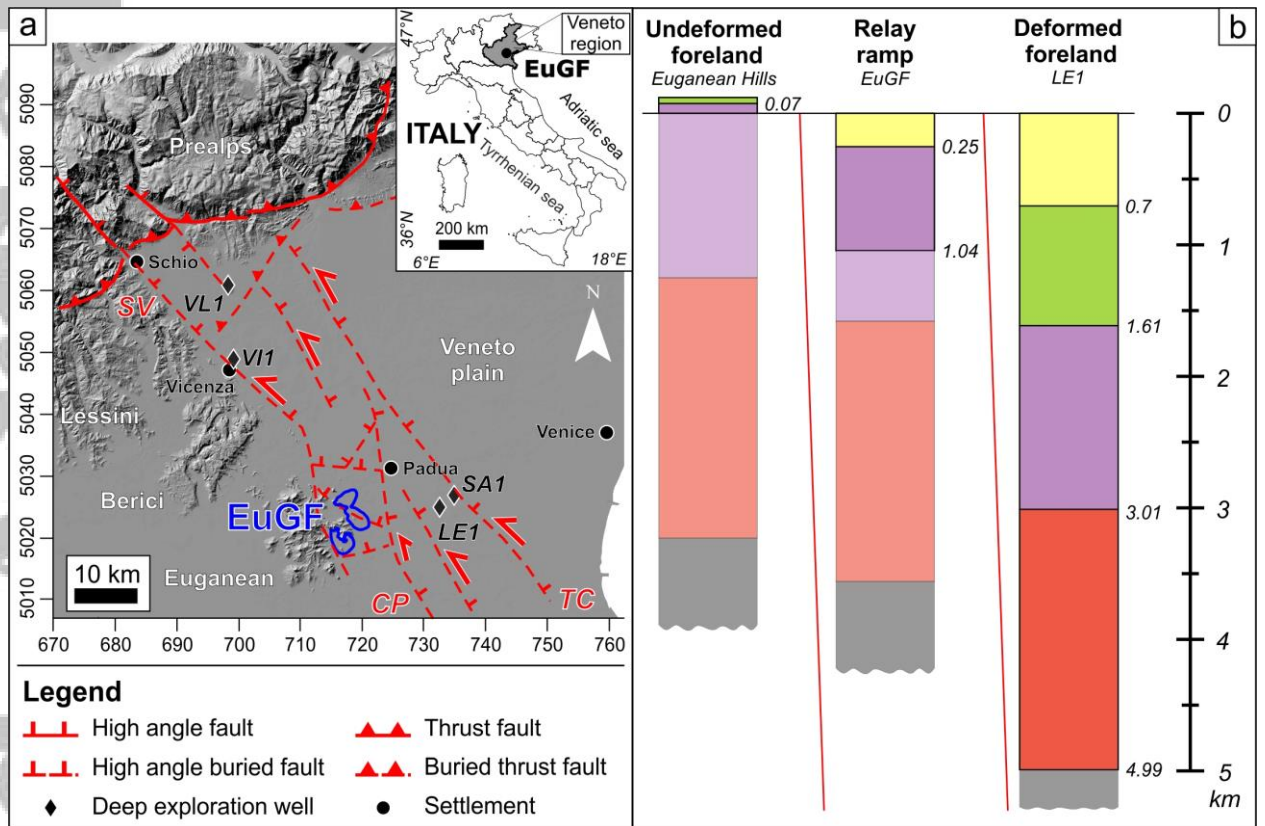 a
47°N
Veneto
region
EuGF
Adriatic sea
ITALY
Tyrrhenian sea
36°N
200 km
6°E
18°E
Prealps
5090
5080
5070
5060
5050
5040
5030
5020
5010
Schio
SV
VL1
VI1
Vicenza
Lessini
N
Veneto
plain
Venice
Padua
Berici
SA1
EuGF
LE1
Euganean
10 km
CP
TC
670 680 690 700 710 720 730 740 750 760
Legend
High angle fault
Thrust fault
High angle buried fault
Buried thrust fault
Deep exploration well
Settlement
b
Undeformed
foreland
Euganean Hills
Relay
ramp
EuGF
Deformed
foreland
LE1
0.07
0.25
1.04
0.7
1.61
3.01
4.99
0
1
2
3
4
5
km